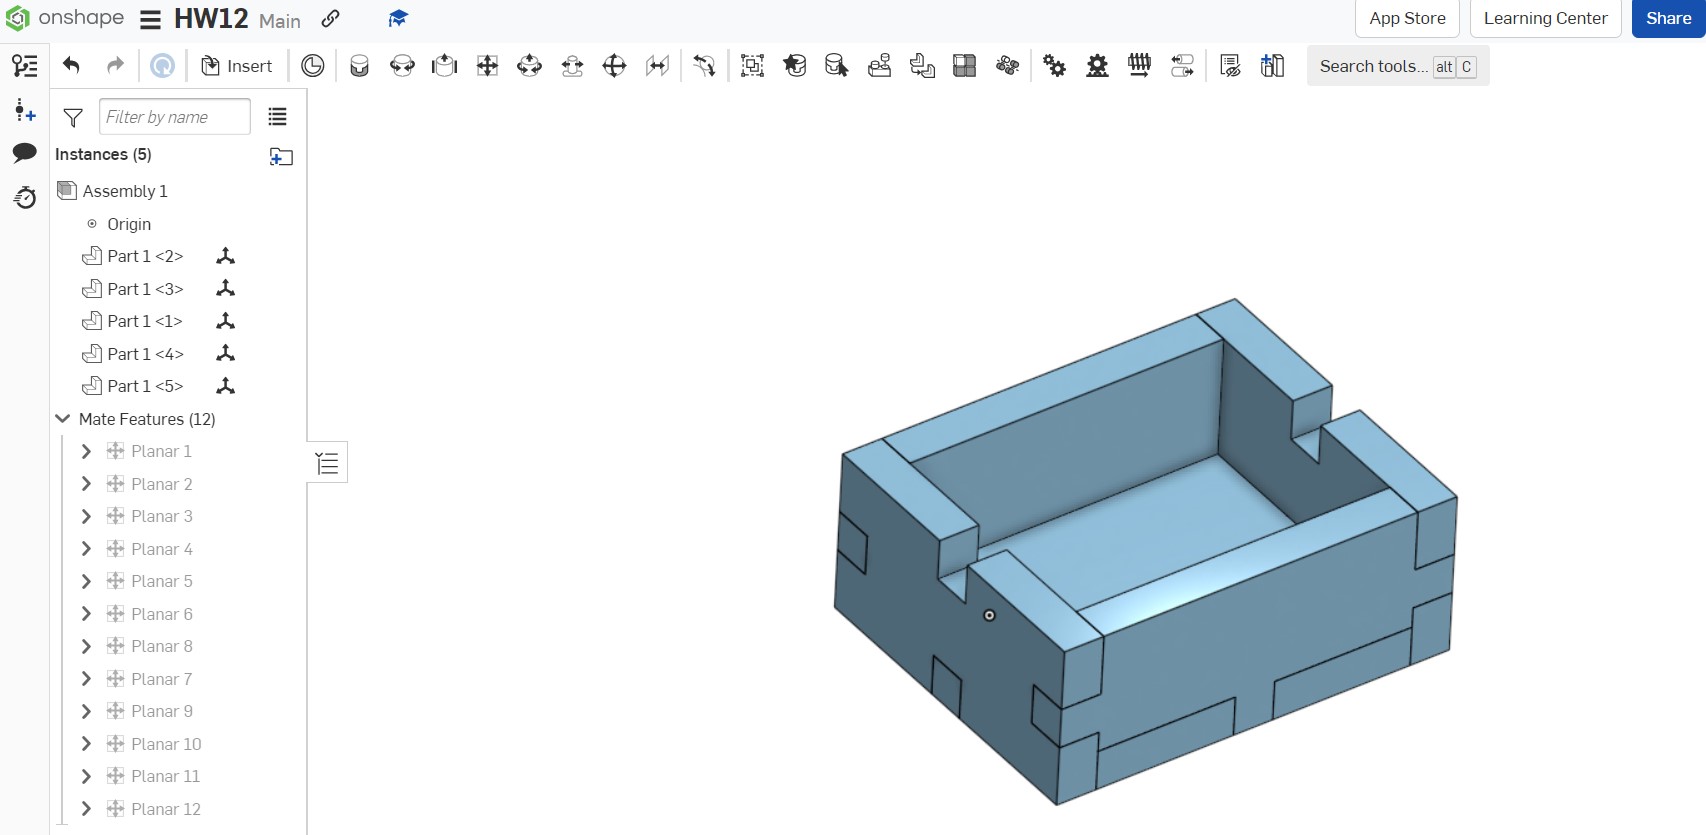 onshape HW12 Main App Store Learning Center Share
Insert Search tools... alt C
Filter by name
Instances (5)
Assembly 1
Origin
Part 1 <2>
Part 1 <3>
Part 1 <1>
Part 1 <4>
Part 1 <5>
Mate Features (12)
Planar 1
Planar 2
Planar 3
Planar 4
Planar 5
Planar 6
Planar 8
Planar 7
Planar 9
Planar 10
Planar 11
Planar 12